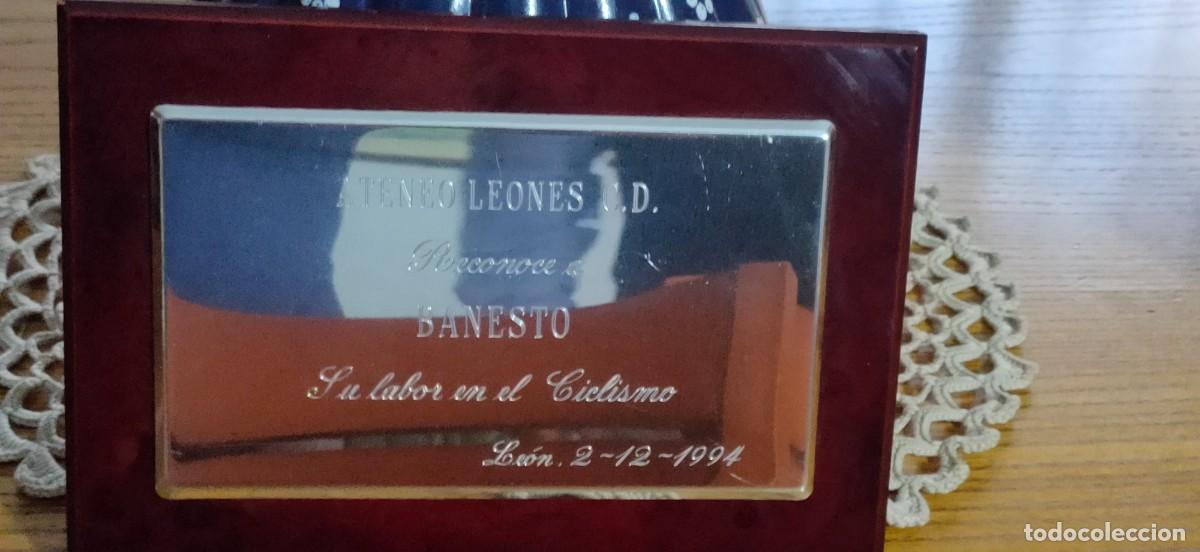 ATENEO LEONES C.D.
Reconoce a
BANESTO
Su labor en el Ciclismo
León, 2-12-1994
todocoleccion